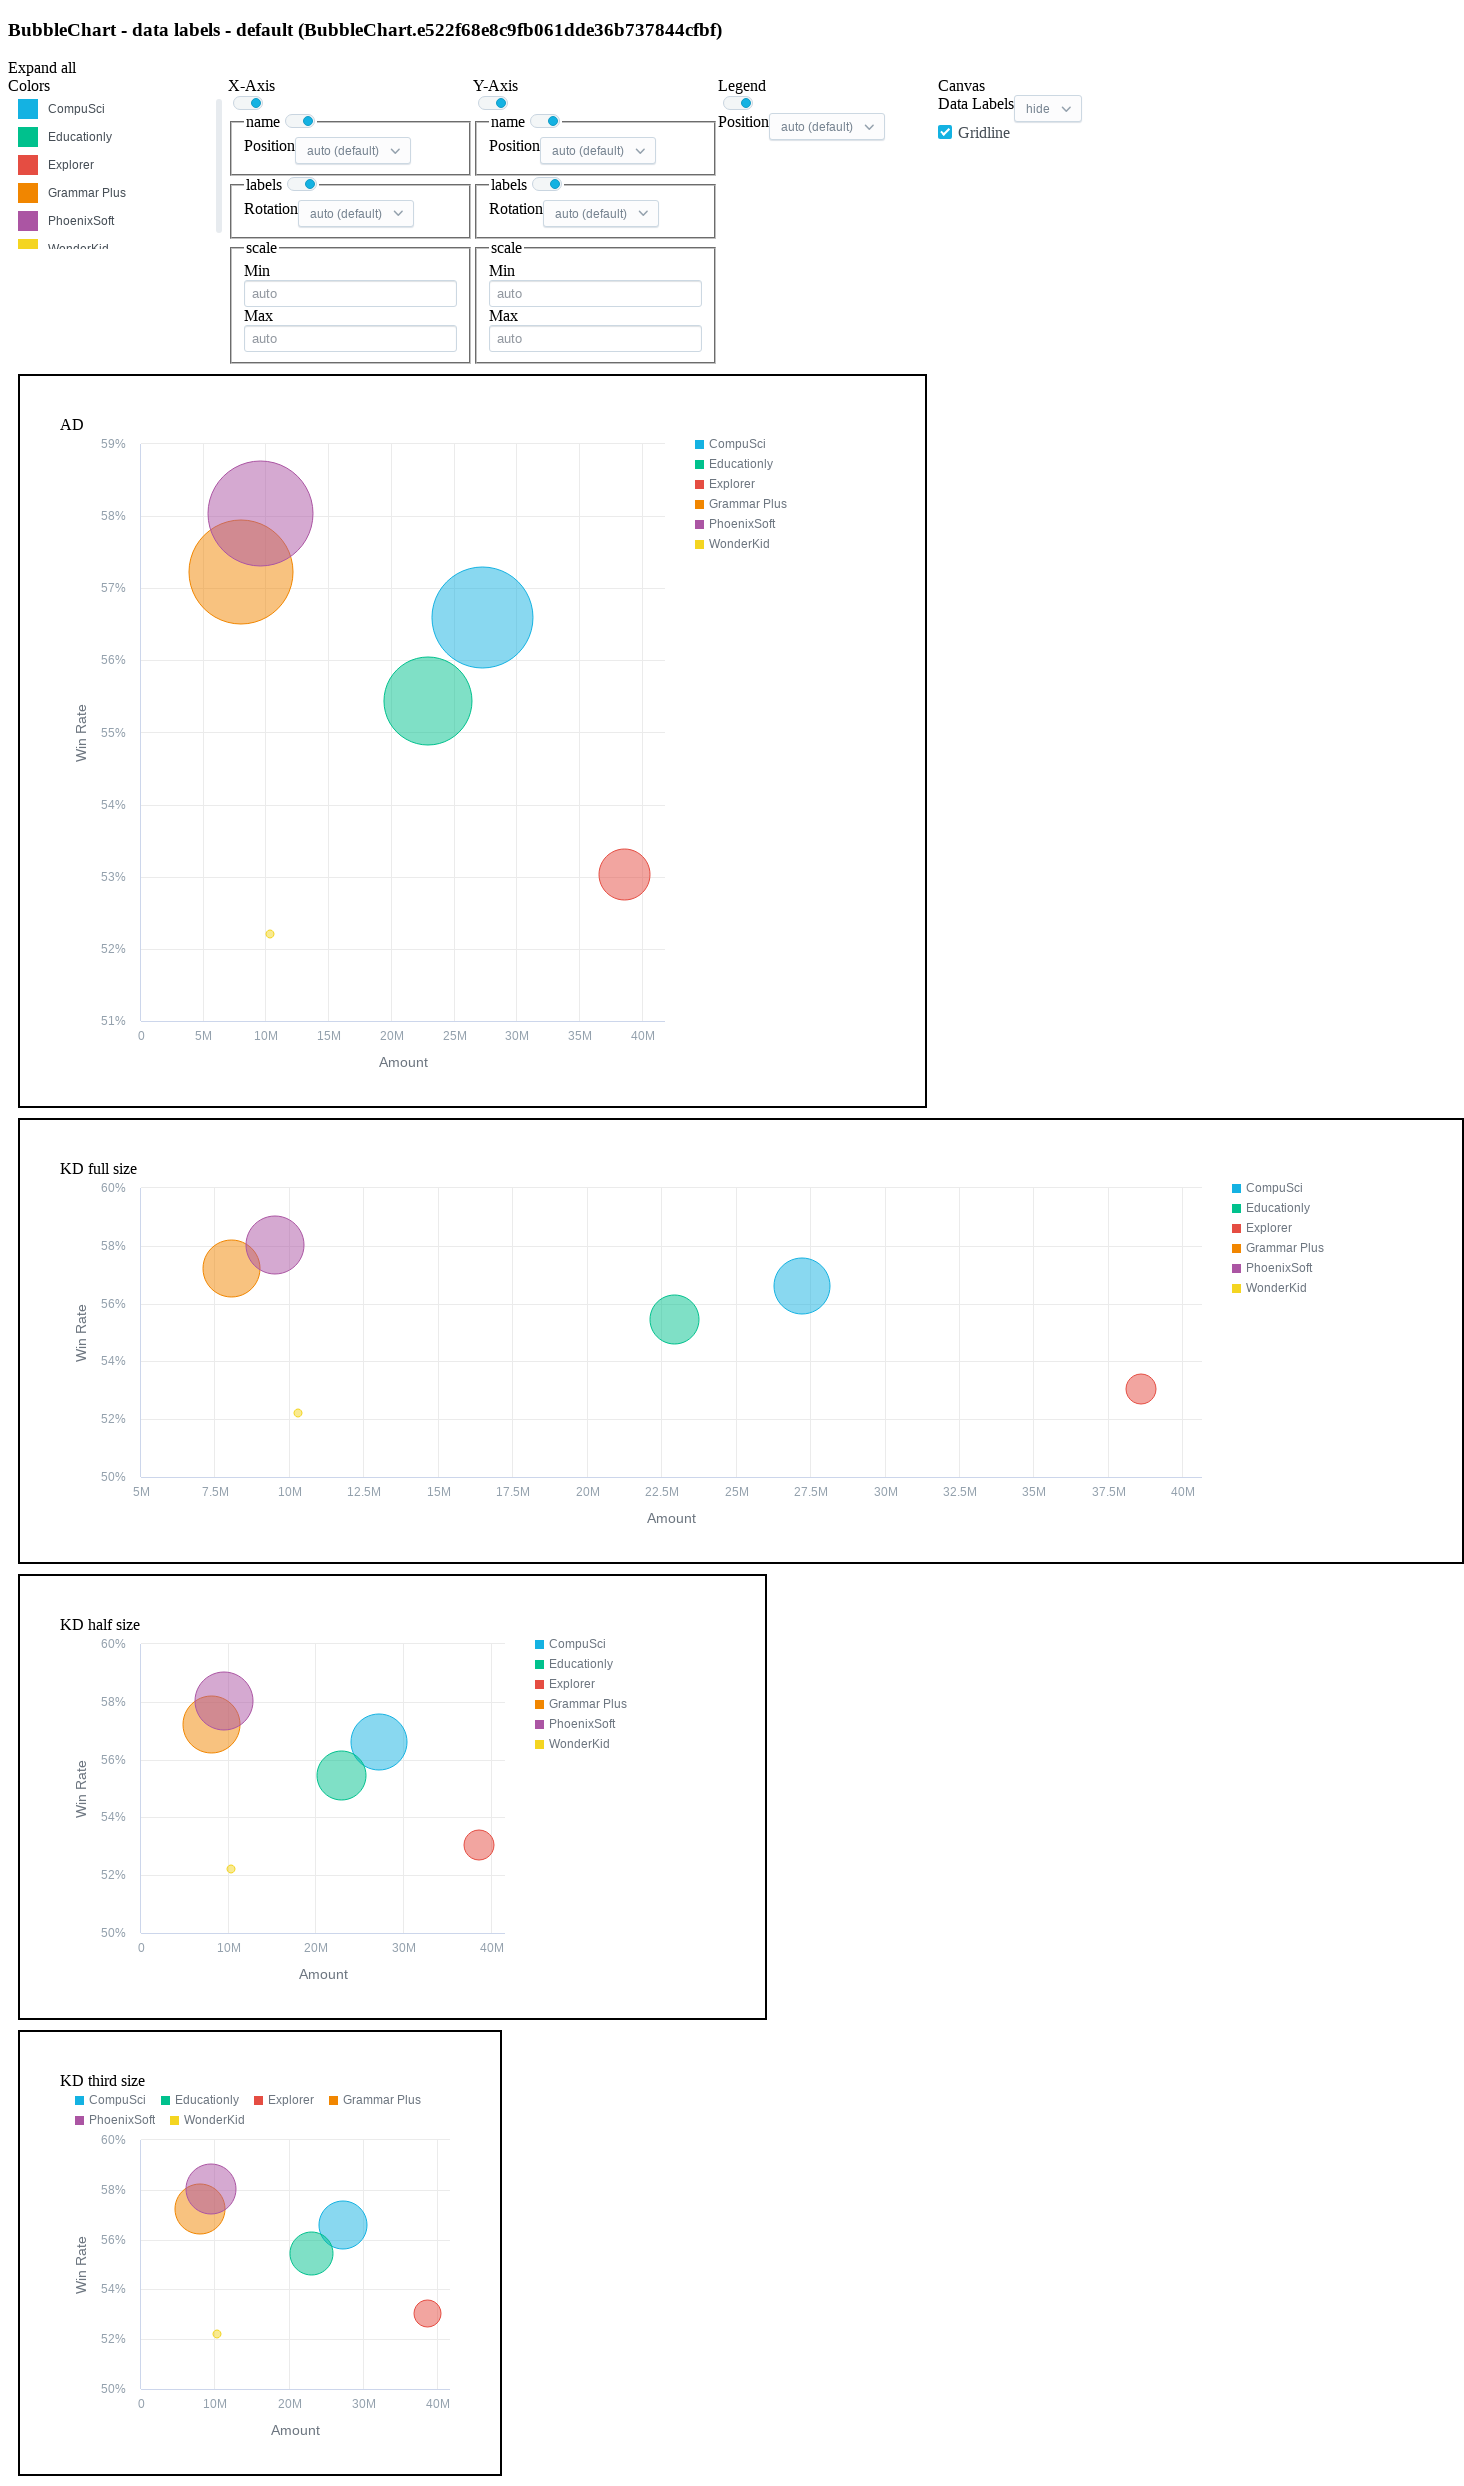 BubbleChart - data labels - default (BubbleChart.e522f68e8c9fb061dde36b737844cfbf)
Expand all
Colors
CompuSci
Educationly
Explorer
Grammar Plus
PhoenixSoft
WonderKid
X-Axis
name
Position auto (default)
labels
Rotation auto (default)
scale
Min
auto
Max
auto
Y-Axis
name
Position auto (default)
labels
Rotation auto (default)
scale
Min
auto
Max
auto
Legend
Position auto (default)
Canvas
Data Labels hide
Gridline
AD
59%
58%
57%
56%
55%
54%
53%
52%
51%
Win Rate
0 5M 10M 15M 20M 25M 30M 35M 40M
Amount
CompuSci
Educationly
Explorer
Grammar Plus
PhoenixSoft
WonderKid
KD full size
60%
58%
56%
54%
52%
50%
Win Rate
5M 7.5M 10M 12.5M 15M 17.5M 20M 22.5M 25M 27.5M 30M 32.5M 35M 37.5M 40M
Amount
CompuSci
Educationly
Explorer
Grammar Plus
PhoenixSoft
WonderKid
KD half size
60%
58%
56%
54%
52%
50%
Win Rate
0 10M 20M 30M 40M
Amount
CompuSci
Educationly
Explorer
Grammar Plus
PhoenixSoft
WonderKid
KD third size
CompuSci Educationly Explorer Grammar Plus
PhoenixSoft WonderKid
60%
58%
56%
54%
52%
50%
Win Rate
0 10M 20M 30M 40M
Amount